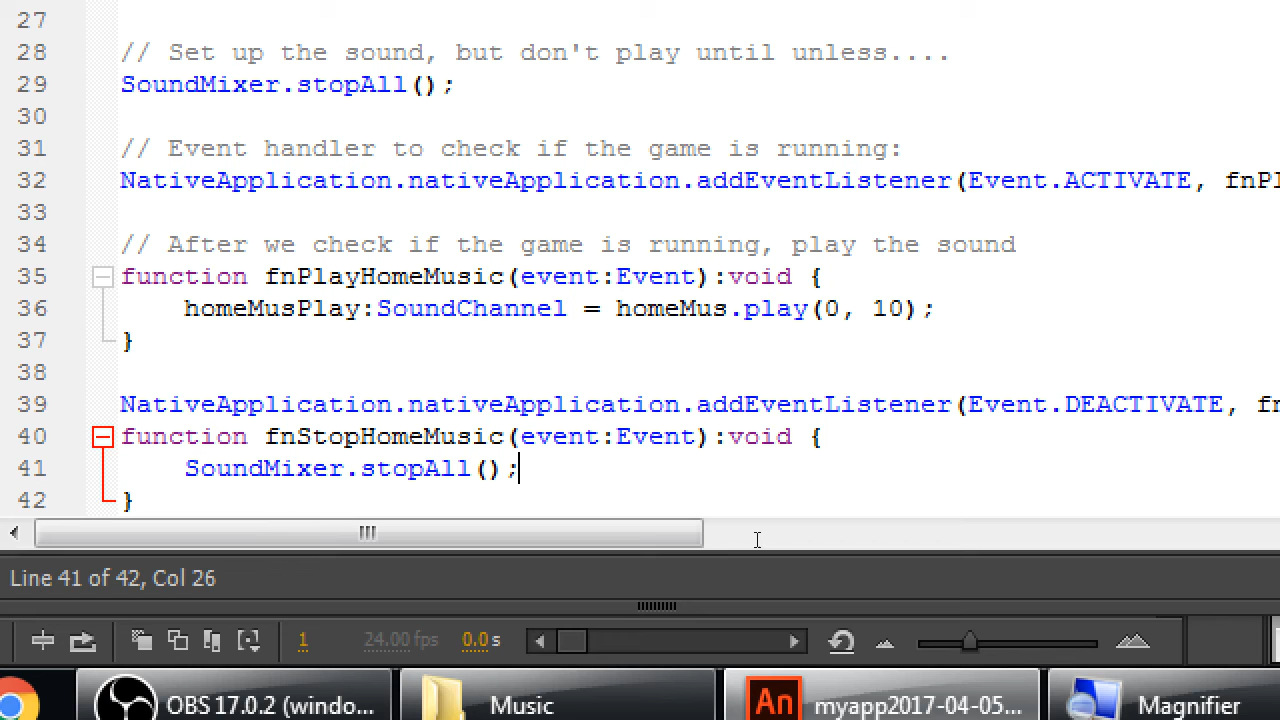 27
28 // Set up the sound, but don't play until unless....
29 SoundMixer.stopAll();
30
31 // Event handler to check if the game is running:
32 NativeApplication.nativeApplication.addEventListener(Event.ACTIVATE, fnPl
33
34 // After we check if the game is running, play the sound
35 function fnPlayHomeMusic(event:Event):void {
36 homeMusPlay:SoundChannel = homeMus.play(0, 10);
37 }
38
39 NativeApplication.nativeApplication.addEventListener(Event.DEACTIVATE, fn
40 function fnStopHomeMusic(event:Event):void {
41 SoundMixer.stopAll();
42 }
Line 41 of 42, Col 26
1 24.00 fps 0.0 s
OBS 17.0.2 (windo... Music An myapp2017-04-05... Magnifier